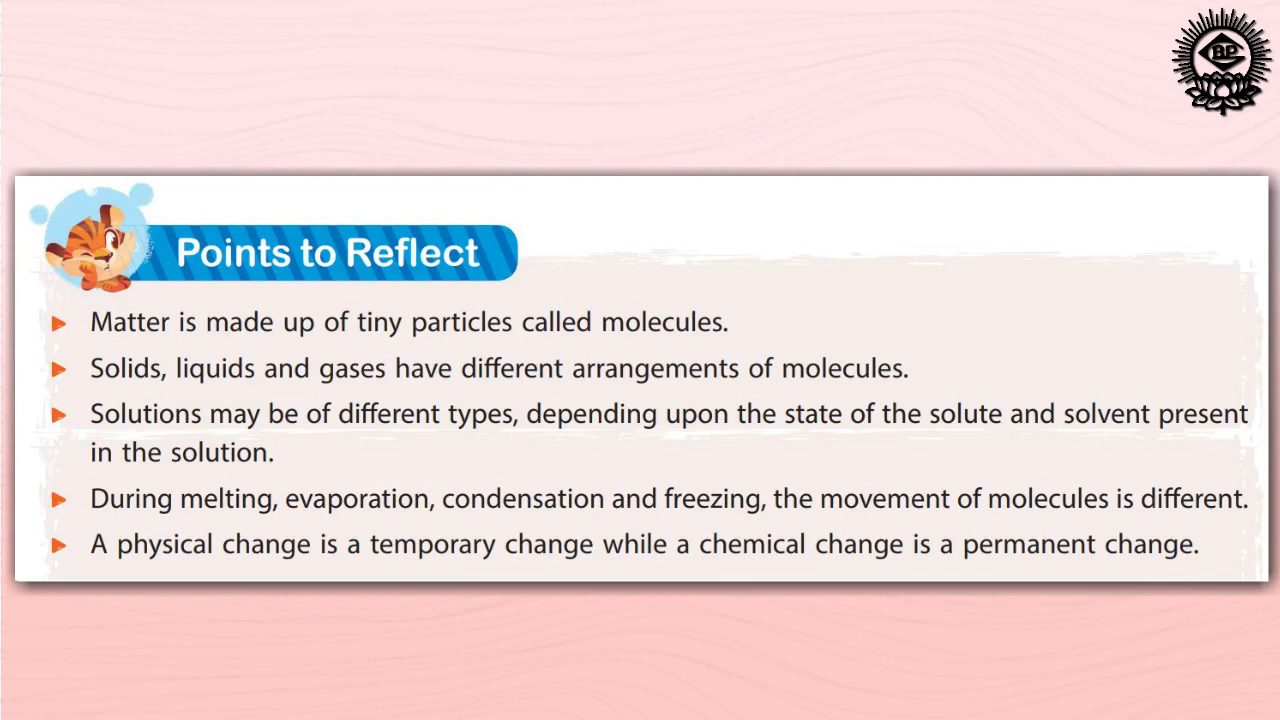 BP
Points to Reflect
Matter is made up of tiny particles called molecules.
Solids, liquids and gases have different arrangements of molecules.
Solutions may be of different types, depending upon the state of the solute and solvent present
in the solution.
During melting, evaporation, condensation and freezing, the movement of molecules is different.
A physical change is a temporary change while a chemical change is a permanent change.